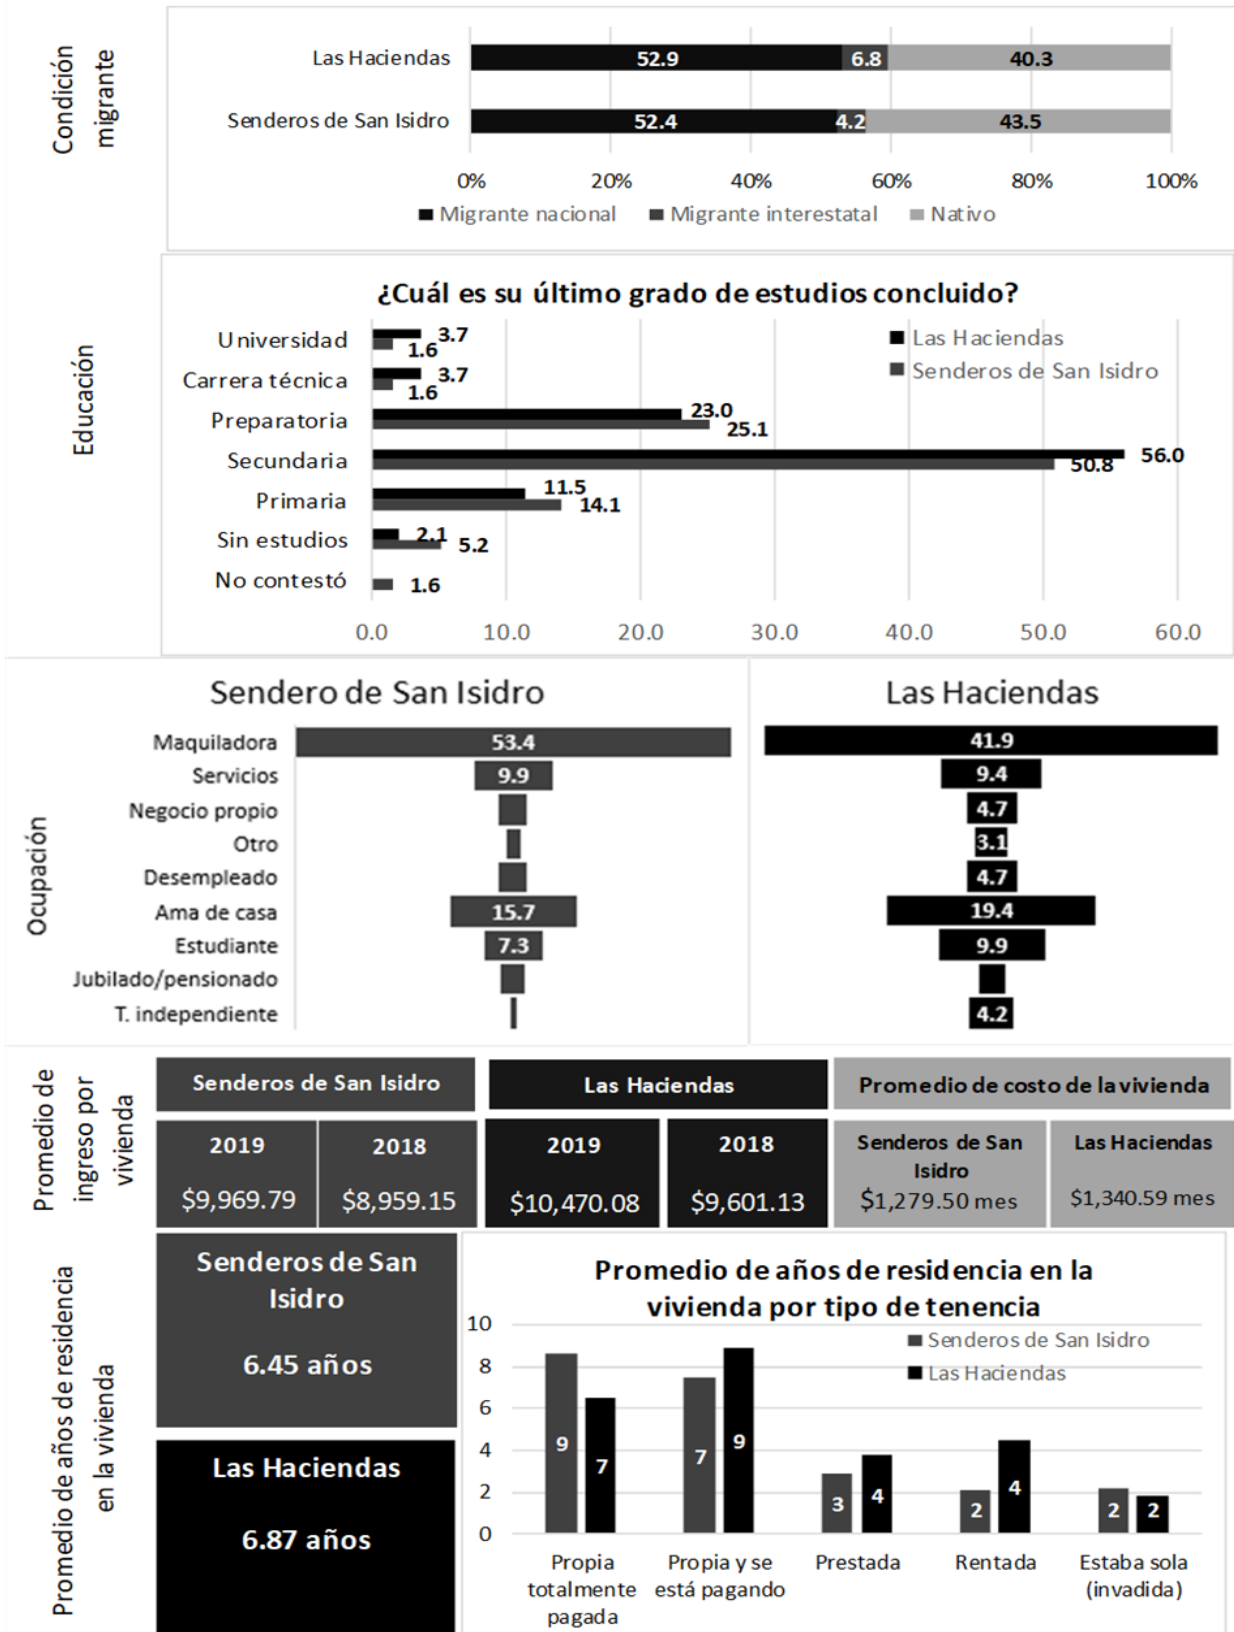 Condición
migrante
Las Haciendas
52.9
6.8
40.3
Senderos de San Isidro
52.4
4.2
43.5
0%
20%
40%
60%
80%
100%
Migrante nacional
Migrante interestatal
Nativo
Educación
¿Cuál es su último grado de estudios concluido?
Las Haciendas
Senderos de San Isidro
Universidad
3.7
1.6
Carrera técnica
3.7
1.6
Preparatoria
23.0
25.1
Secundaria
56.0
50.8
Primaria
11.5
14.1
Sin estudios
2.1
5.2
No contestó
1.6
0.0
10.0
20.0
30.0
40.0
50.0
60.0
Ocupación
Sendero de San Isidro
Las Haciendas
Maquiladora
53.4
41.9
Servicios
9.9
9.4
Negocio propio
4.7
Otro
3.1
Desempleado
4.7
Ama de casa
15.7
19.4
Estudiante
7.3
9.9
Jubilado/pensionado
T. independiente
4.2
Promedio de
ingreso por
vivienda
Senderos de San Isidro
Las Haciendas
Promedio de costo de la vivienda
2019
$9,969.79
2018
$8,959.15
2019
$10,470.08
2018
$9,601.13
Senderos de San
Isidro
$1,279.50 mes
Las Haciendas
$1,340.59 mes
Promedio de años de residencia
en la vivienda
Senderos de San
Isidro
6.45 años
Las Haciendas
6.87 años
Promedio de años de residencia en la
vivienda por tipo de tenencia
Senderos de San Isidro
Las Haciendas
10
8
6
4
2
0
9
7
7
9
3
4
2
4
2
2
Propia
totalmente
pagada
Propia y se
está pagando
Prestada
Rentada
Estaba sola
(invadida)